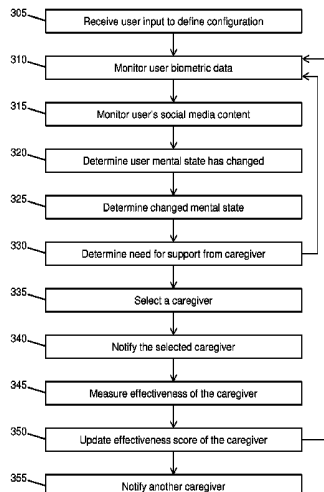 305 Receive user input to define configuration
310 Monitor user biometric data
315 Monitor user's social media content
320 Determine user mental state has changed
325 Determine changed mental state
330 Determine need for support from caregiver
335 Select a caregiver
340 Notify the selected caregiver
345 Measure effectiveness of the caregiver
350 Update effectiveness score of the caregiver
355 Notify another caregiver